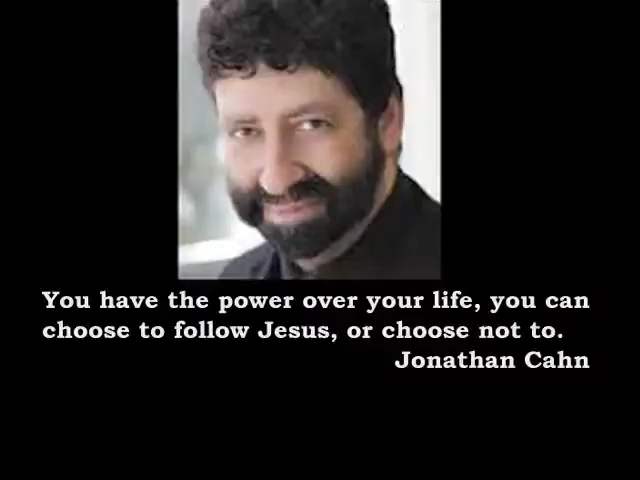 You have the power over your life, you can
choose to follow Jesus, or choose not to.
Jonathan Cahn